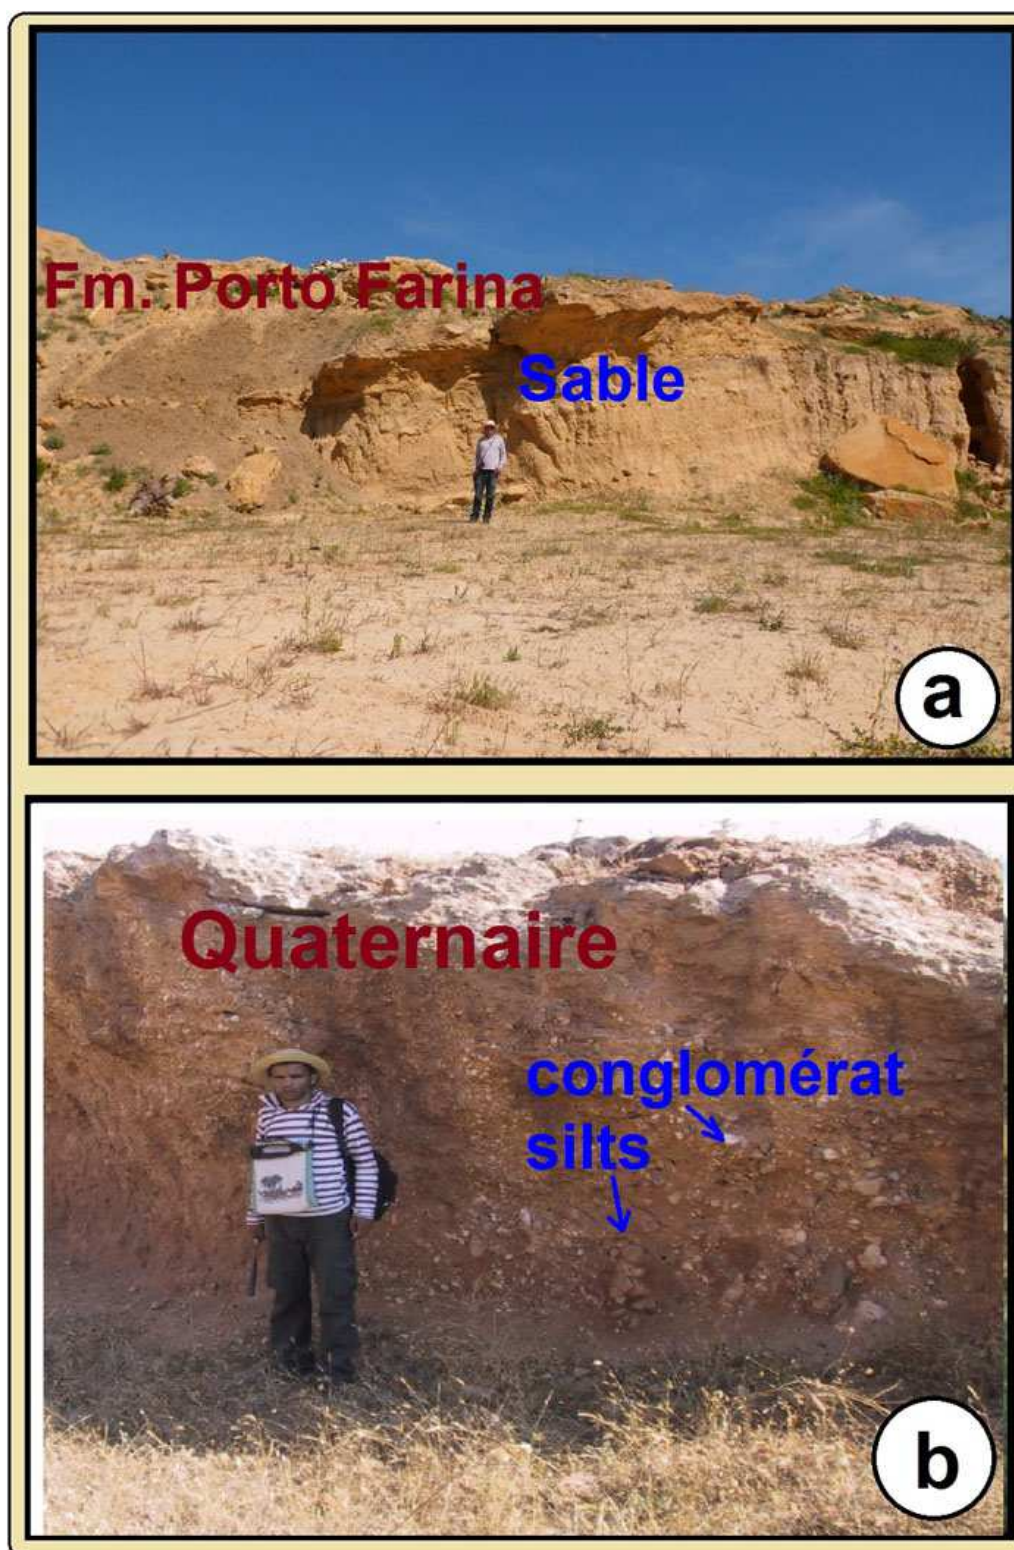 Fm. Porto Farina
Sable
a
Quaternaire
conglomérat
silts
b